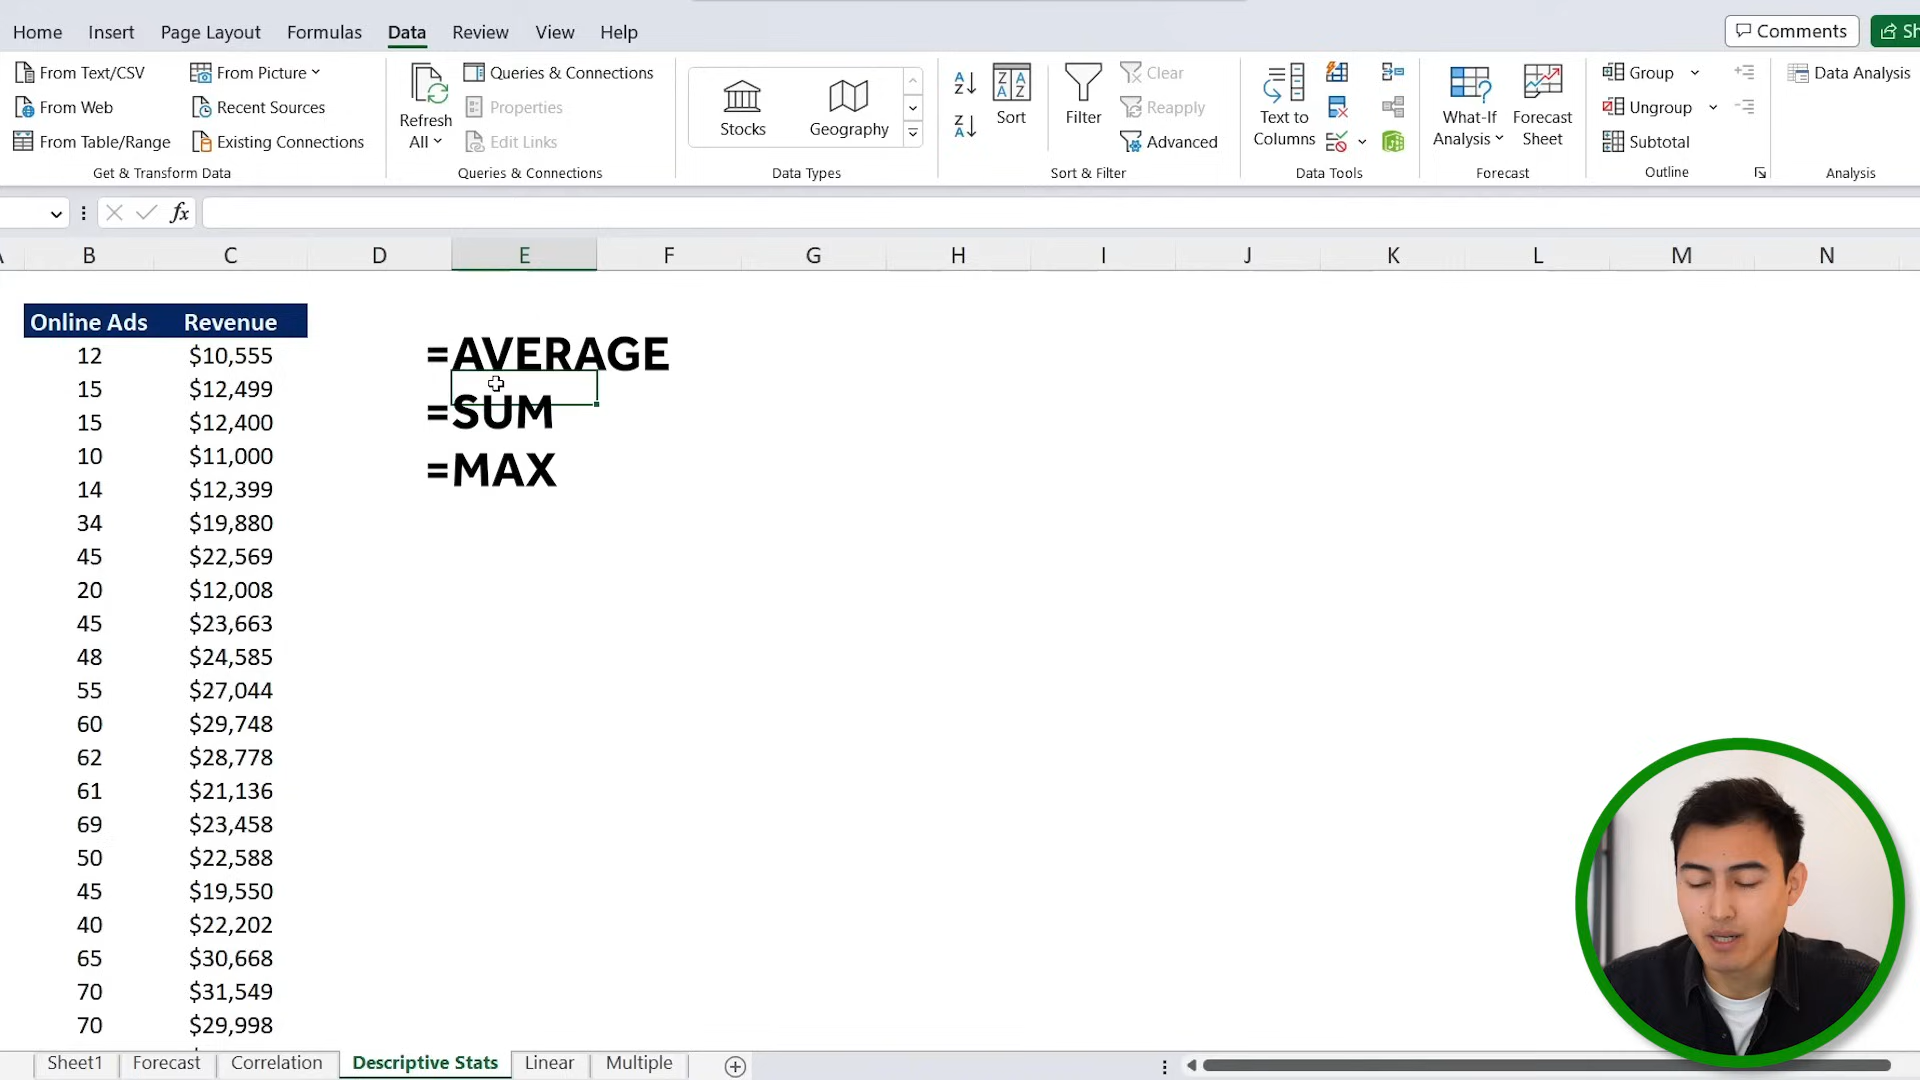 Home Insert Page Layout Formulas Data Review View Help Comments
From Text/CSV
From Web
From Table/Range
From Picture
Recent Sources
Existing Connections
Get & Transform Data
Refresh
All
Queries & Connections
Properties
Edit Links
Queries & Connections
Stocks
Geography
Data Types
Sort
Filter
Clear
Reapply
Advanced
Sort & Filter
Text to
Columns
Data Tools
What-If
Analysis
Forecast
Sheet
Forecast
Group
Ungroup
Subtotal
Outline
Data Analysis
Analysis
fx
B C D E F G H I J K L M N
Online Ads Revenue
12 $10,555
15 $12,499
15 $12,400
10 $11,000
14 $12,399
34 $19,880
45 $22,569
20 $12,008
45 $23,663
48 $24,585
55 $27,044
60 $29,748
62 $28,778
61 $21,136
69 $23,458
50 $22,588
45 $19,550
40 $22,202
65 $30,668
70 $31,549
70 $29,998
=AVERAGE
=SUM
=MAX
Sheet1 Forecast Correlation Descriptive Stats Linear Multiple